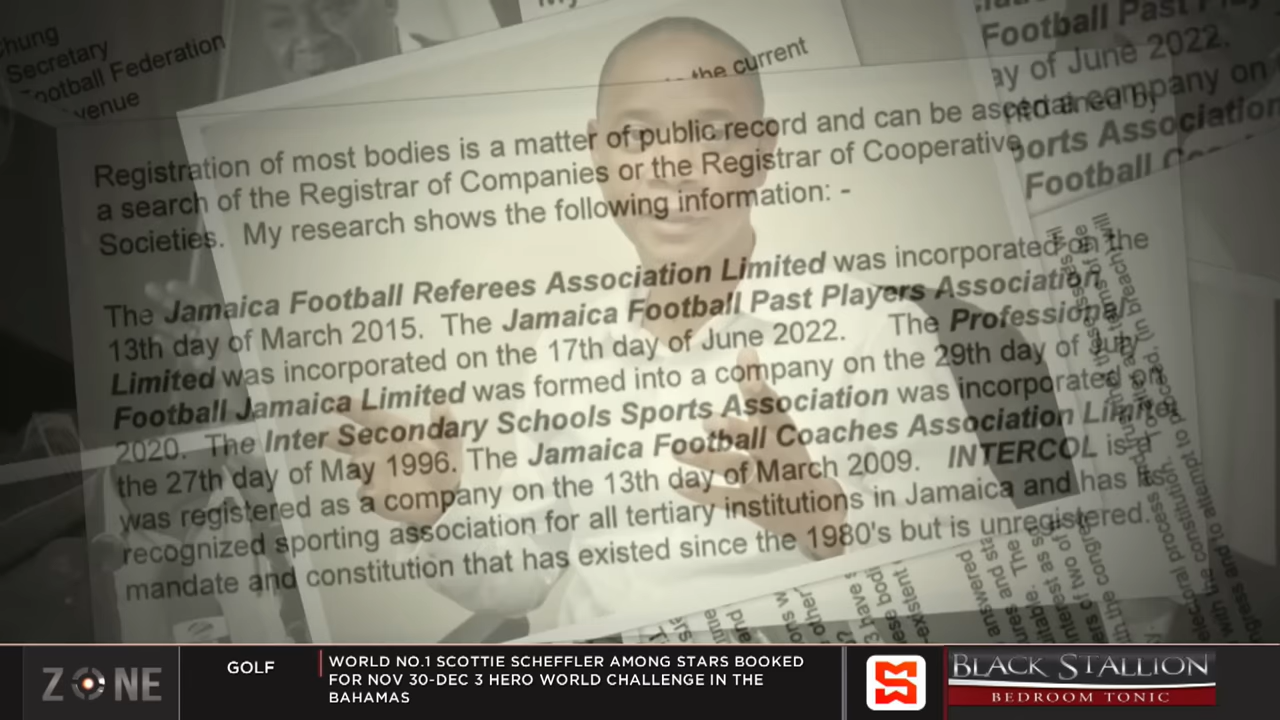 chung
Secretary
Football Federation
venue
the current
Football Past
ay of June 2022.
company on
ports Association
Football
Registration of most bodies is a matter of public record and can be ascertained by
a search of the Registrar of Companies or the Registrar of Cooperative
Societies. My research shows the following information: -
The Jamaica Football Referees Association Limited was incorporated on the
13th day of March 2015. The Jamaica Football Past Players Association
Limited was incorporated on the 17th day of June 2022. The Professional
Football Jamaica Limited was formed into a company on the 29th day of July
2020. The Inter Secondary Schools Sports Association was incorporated on
the 27th day of May 1996. The Jamaica Football Coaches Association Limited
was registered as a company on the 13th day of March 2009. INTERCOL is
recognized sporting association for all tertiary institutions in Jamaica and has its
mandate and constitution that has existed since the 1980's but is unregistered.
ZONE
GOLF
WORLD NO.1 SCOTTIE SCHEFFLER AMONG STARS BOOKED
FOR NOV 30-DEC 3 HERO WORLD CHALLENGE IN THE
BAHAMAS
BLACK STALLION
BEDROOM TONIC